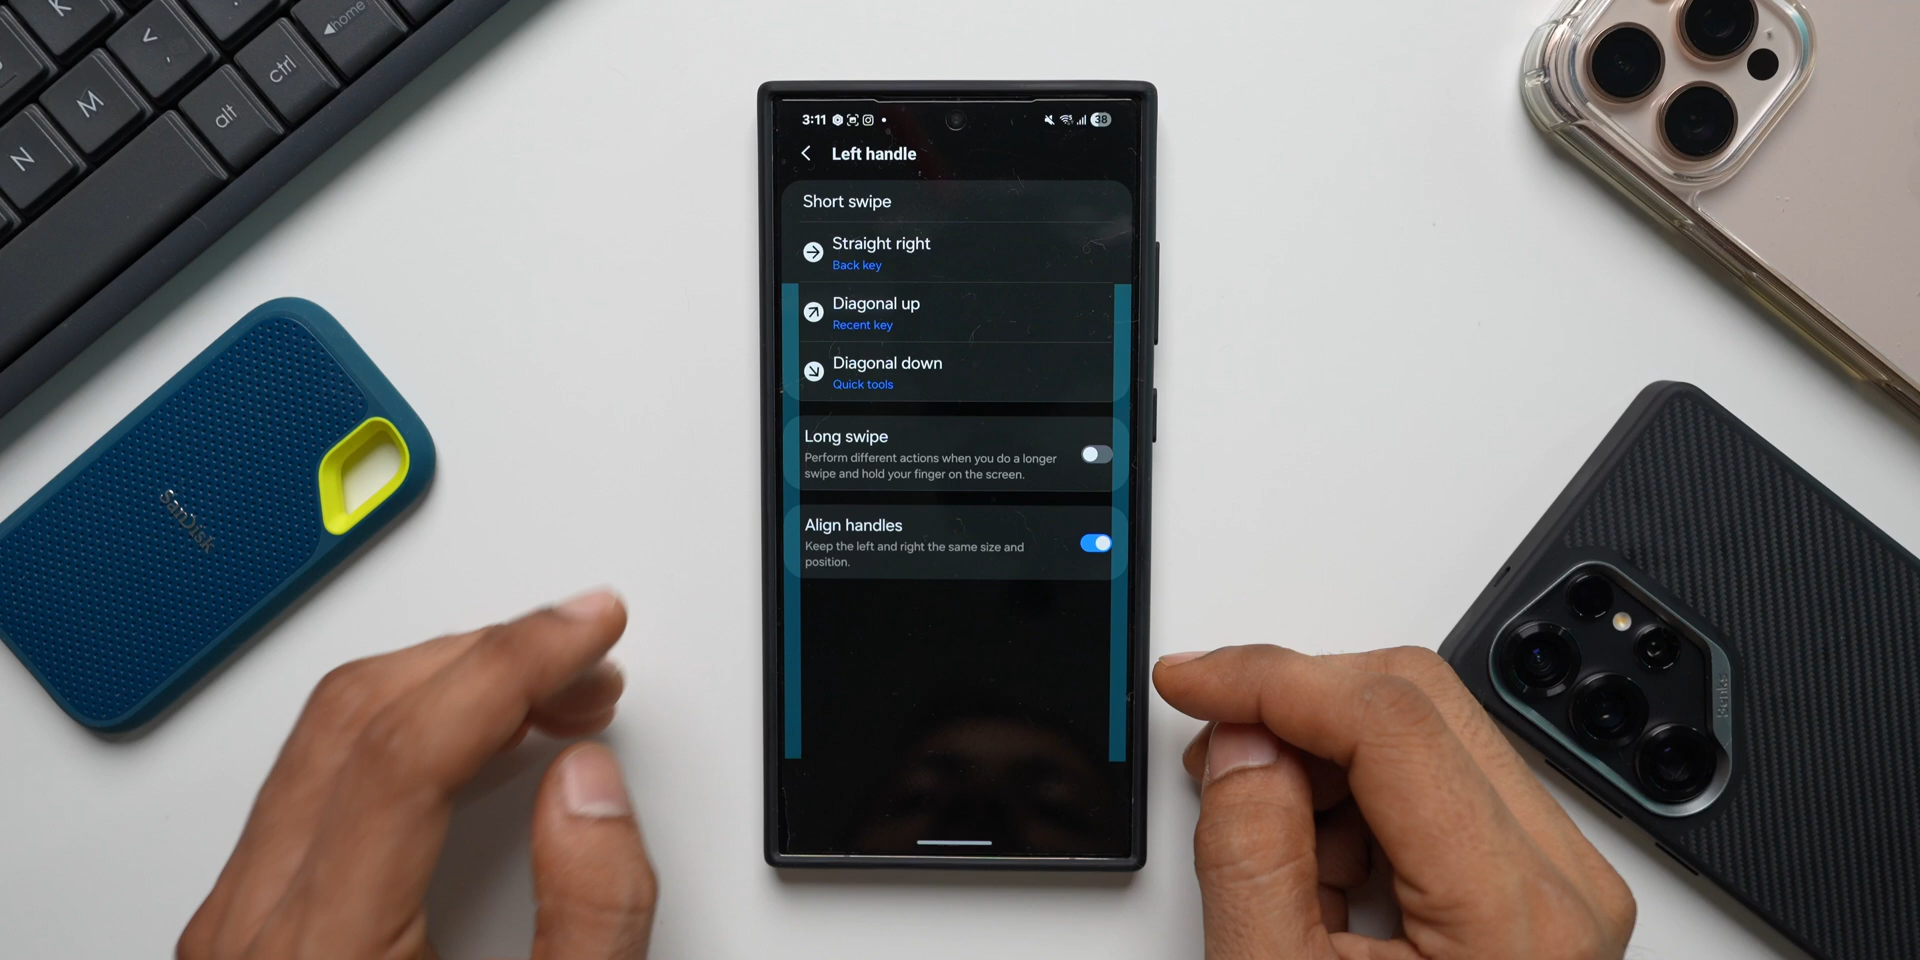 K
<
,
home
M
alt
ctrl
N
SanDisk
3:11
38
Left handle
Short swipe
Straight right
Back key
Diagonal up
Recent key
Diagonal down
Quick tools
Long swipe
Perform different actions when you do a longer
swipe and hold your finger on the screen.
Align handles
Keep the left and right the same size and
position.
Benks